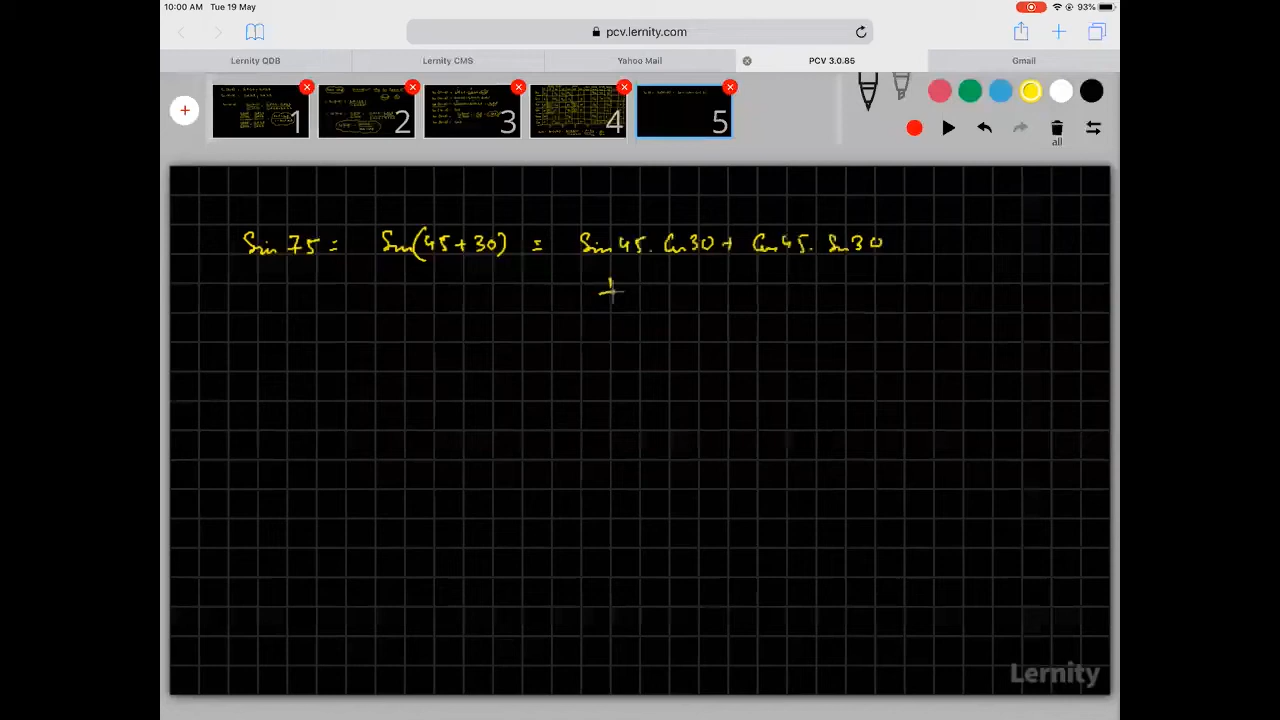 10:00 AM Tue 19 May
93%
pcv.lernity.com
Lernity QDB
Lernity CMS
Yahoo Mail
PCV 3.0.85
Gmail
1
2
3
4
5
all
Sin 75 = Sin(45+30) = Sin 45. Cos 30 + Cos 45. Sin 30
1
Lernity